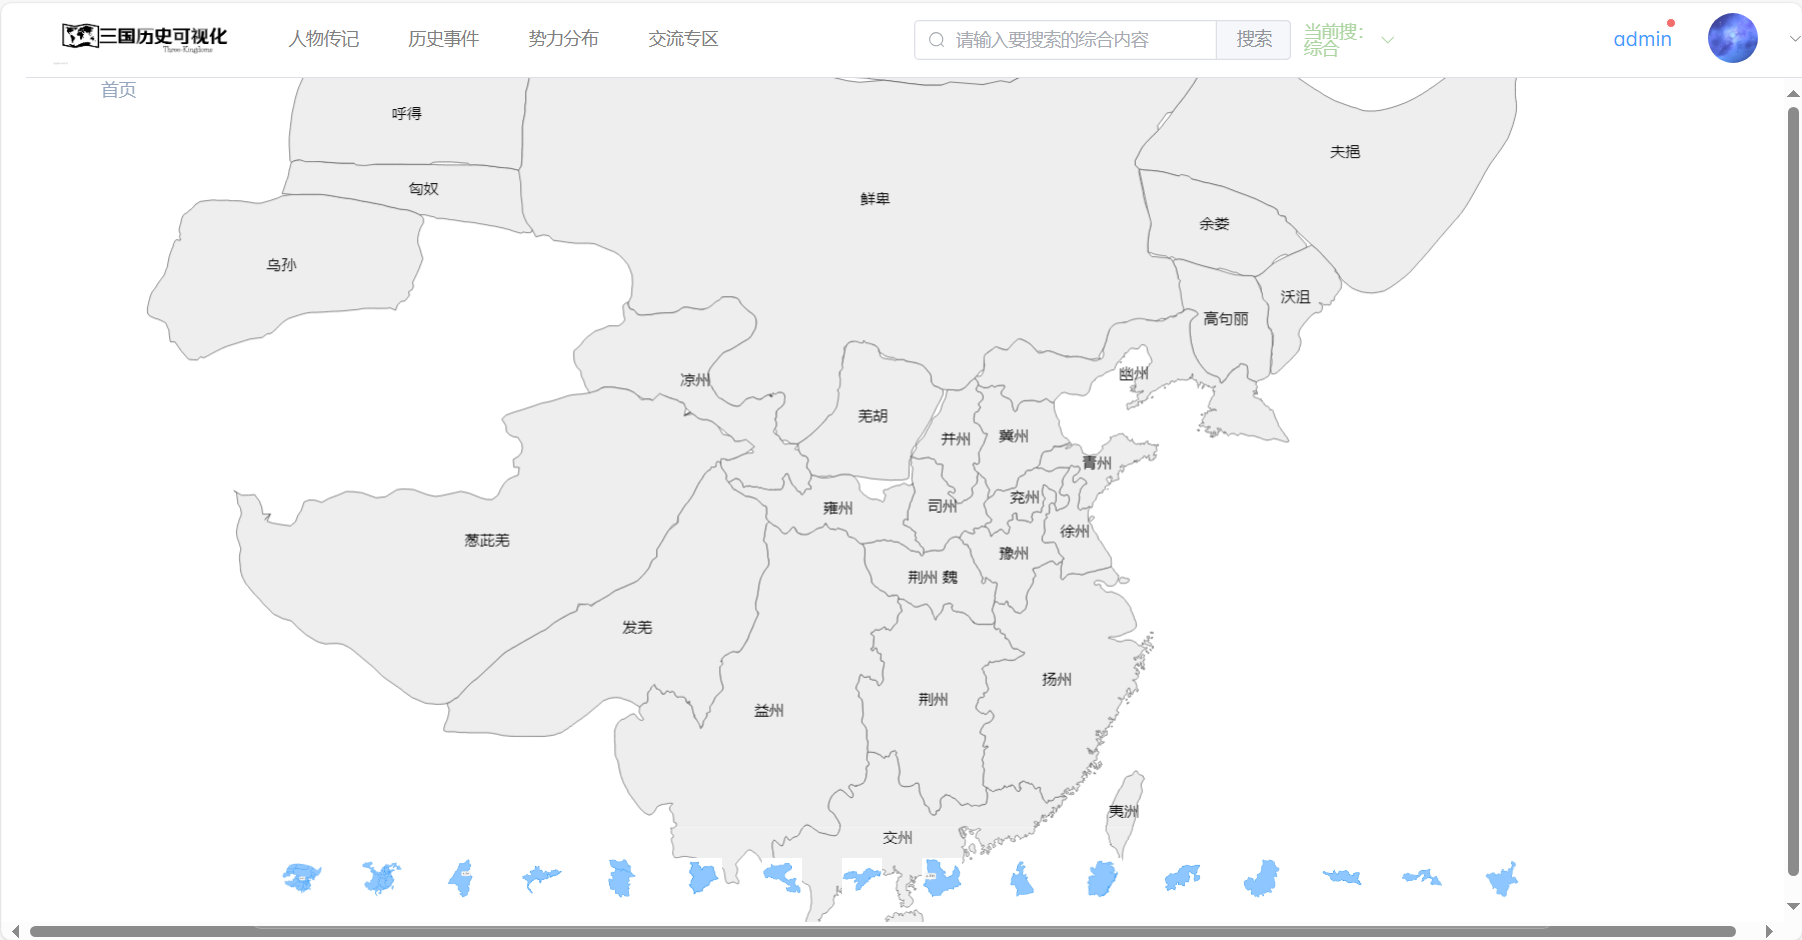 三国历史可视化
Three-Kingdoms
人物传记
历史事件
势力分布
交流专区
请输入要搜索的综合内容
搜索
当前搜:
综合
admin
首页
呼得
夫挹
匈奴
鲜卑
余娄
乌孙
沃沮
高句丽
凉州
幽州
羌胡
并州
冀州
青州
兖州
雍州
司州
徐州
葱茈羌
豫州
荆州 魏
发羌
扬州
荆州
益州
夷洲
交州